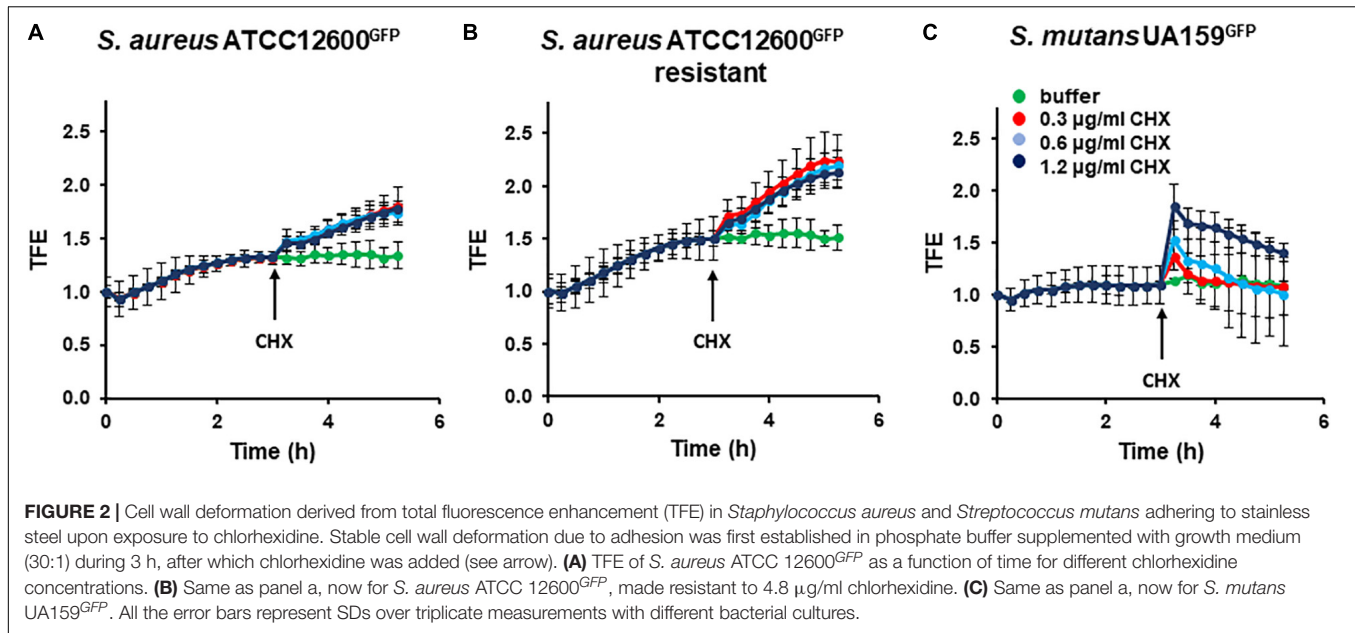 A
S. aureus ATCC12600GFP
TFE
2.5
2.0
1.5
1.0
0.5
0.0
CHX
0 2 4 6
Time (h)
B
S. aureus ATCC12600GFP
resistant
TFE
2.5
2.0
1.5
1.0
0.5
0.0
CHX
0 2 4 6
Time (h)
C
S. mutans UA159GFP
buffer
0.3 µg/ml CHX
0.6 µg/ml CHX
1.2 µg/ml CHX
TFE
2.5
2.0
1.5
1.0
0.5
0.0
CHX
0 2 4 6
Time (h)
FIGURE 2 | Cell wall deformation derived from total fluorescence enhancement (TFE) in Staphylococcus aureus and Streptococcus mutans adhering to stainless
steel upon exposure to chlorhexidine. Stable cell wall deformation due to adhesion was first established in phosphate buffer supplemented with growth medium
(30:1) during 3 h, after which chlorhexidine was added (see arrow). (A) TFE of S. aureus ATCC 12600GFP as a function of time for different chlorhexidine
concentrations. (B) Same as panel a, now for S. aureus ATCC 12600GFP, made resistant to 4.8 µg/ml chlorhexidine. (C) Same as panel a, now for S. mutans
UA159GFP. All the error bars represent SDs over triplicate measurements with different bacterial cultures.